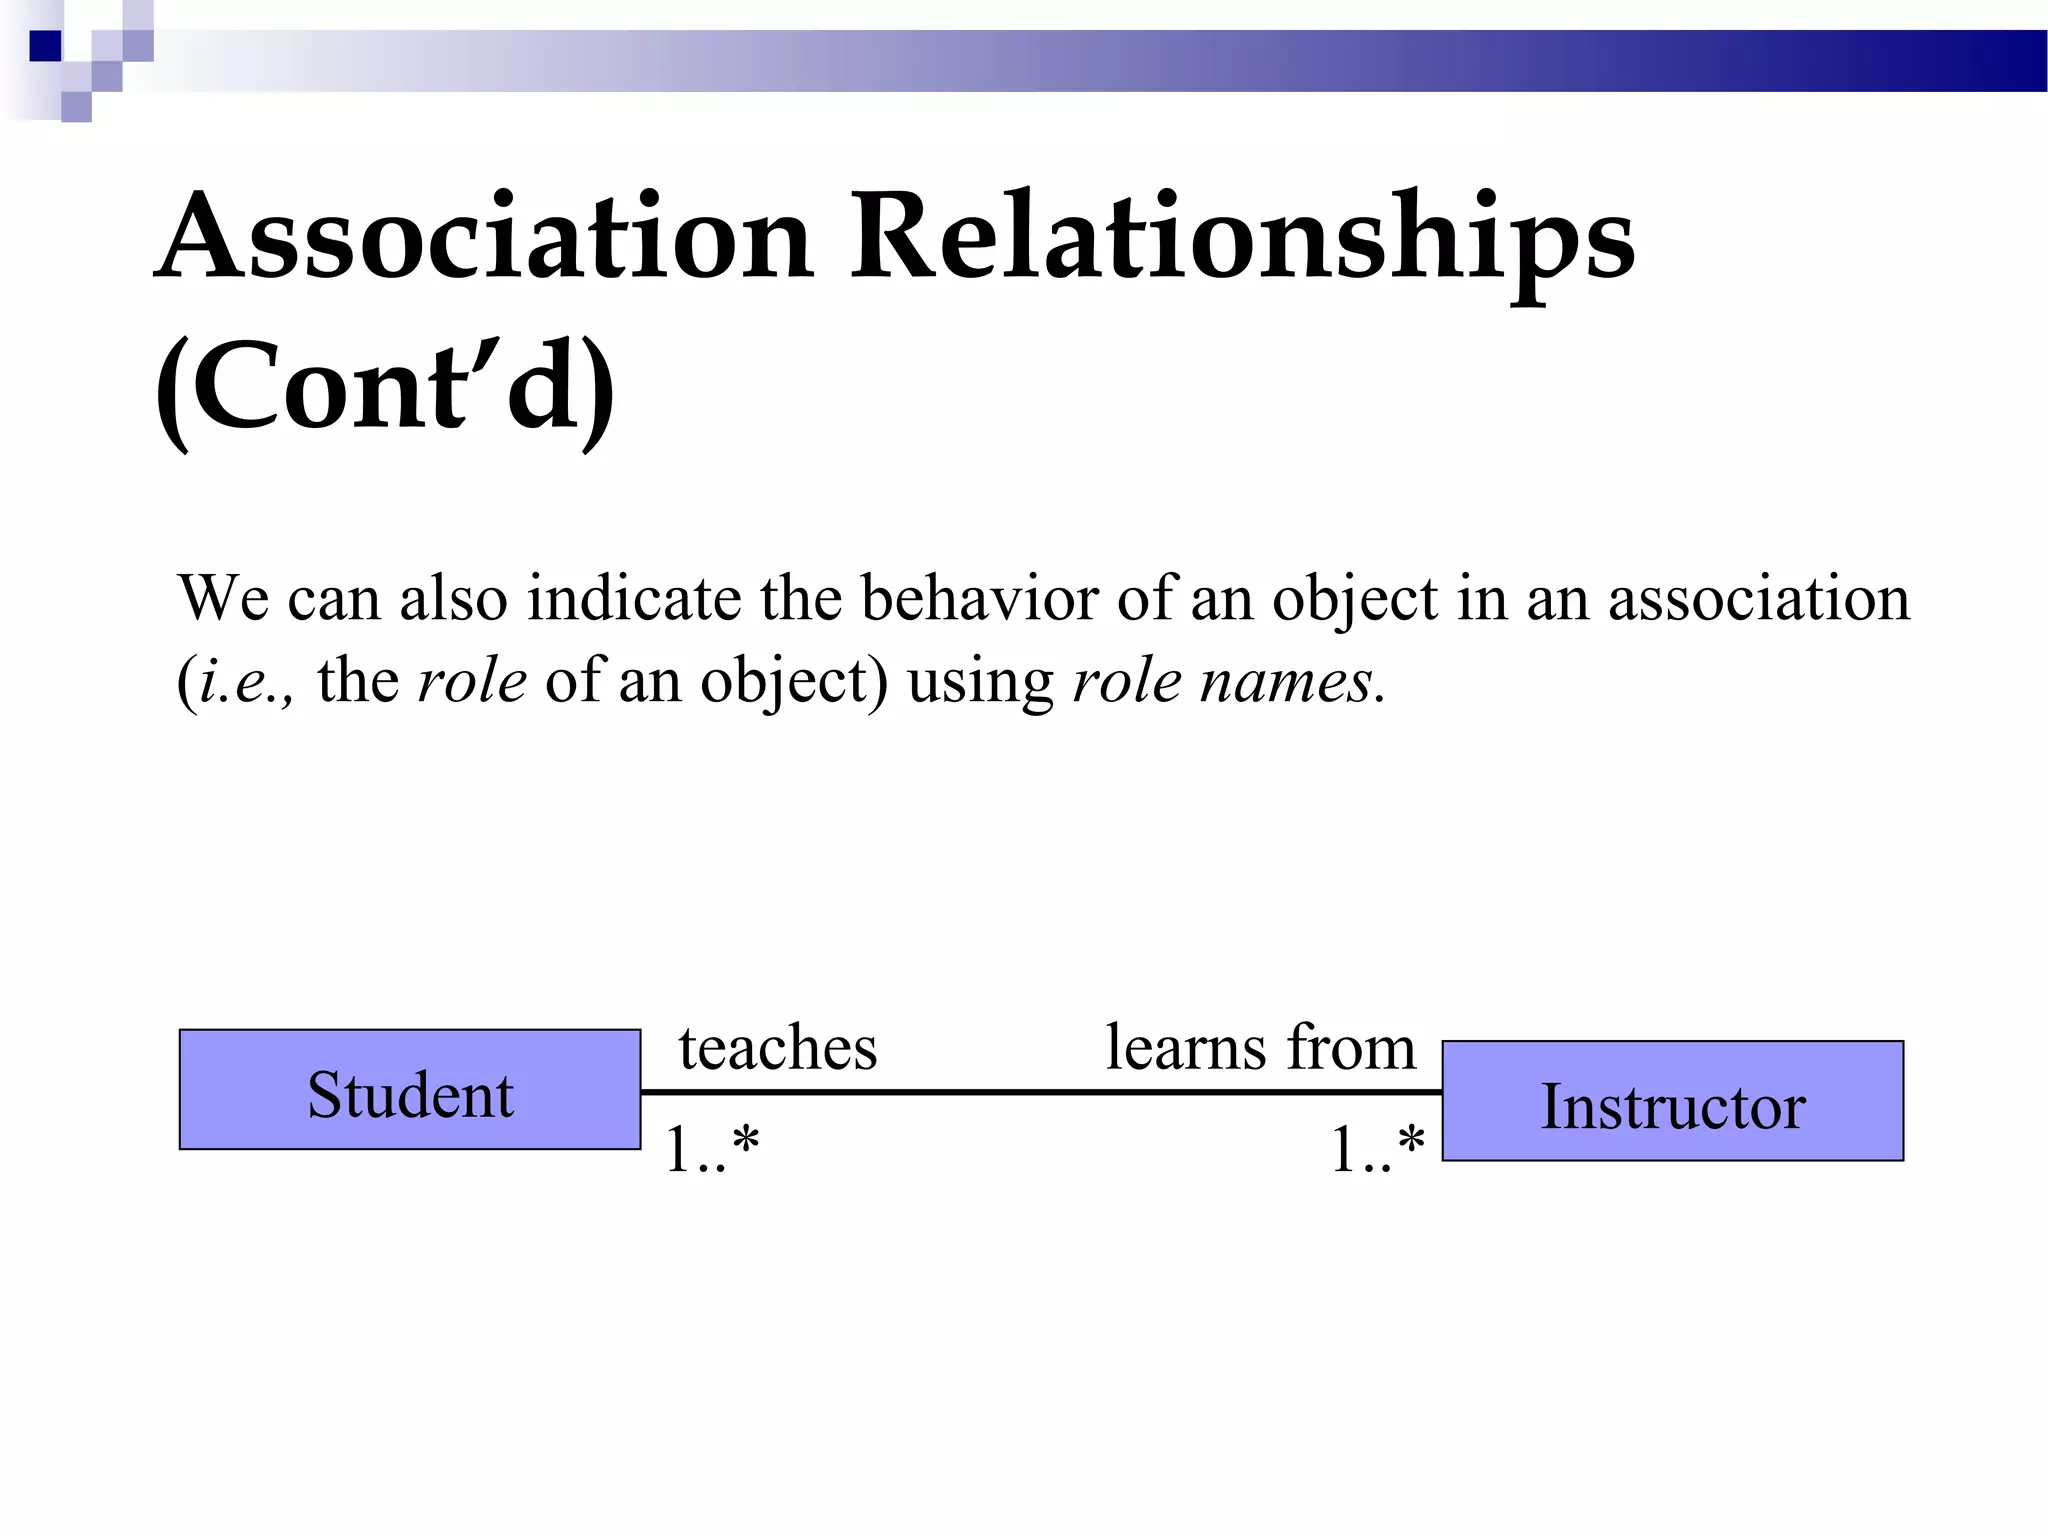 Association Relationships
(Cont’d)
We can also indicate the behavior of an object in an association
(i.e., the role of an object) using role names.
teaches
learns from
Student
Instructor
1..*
1..*